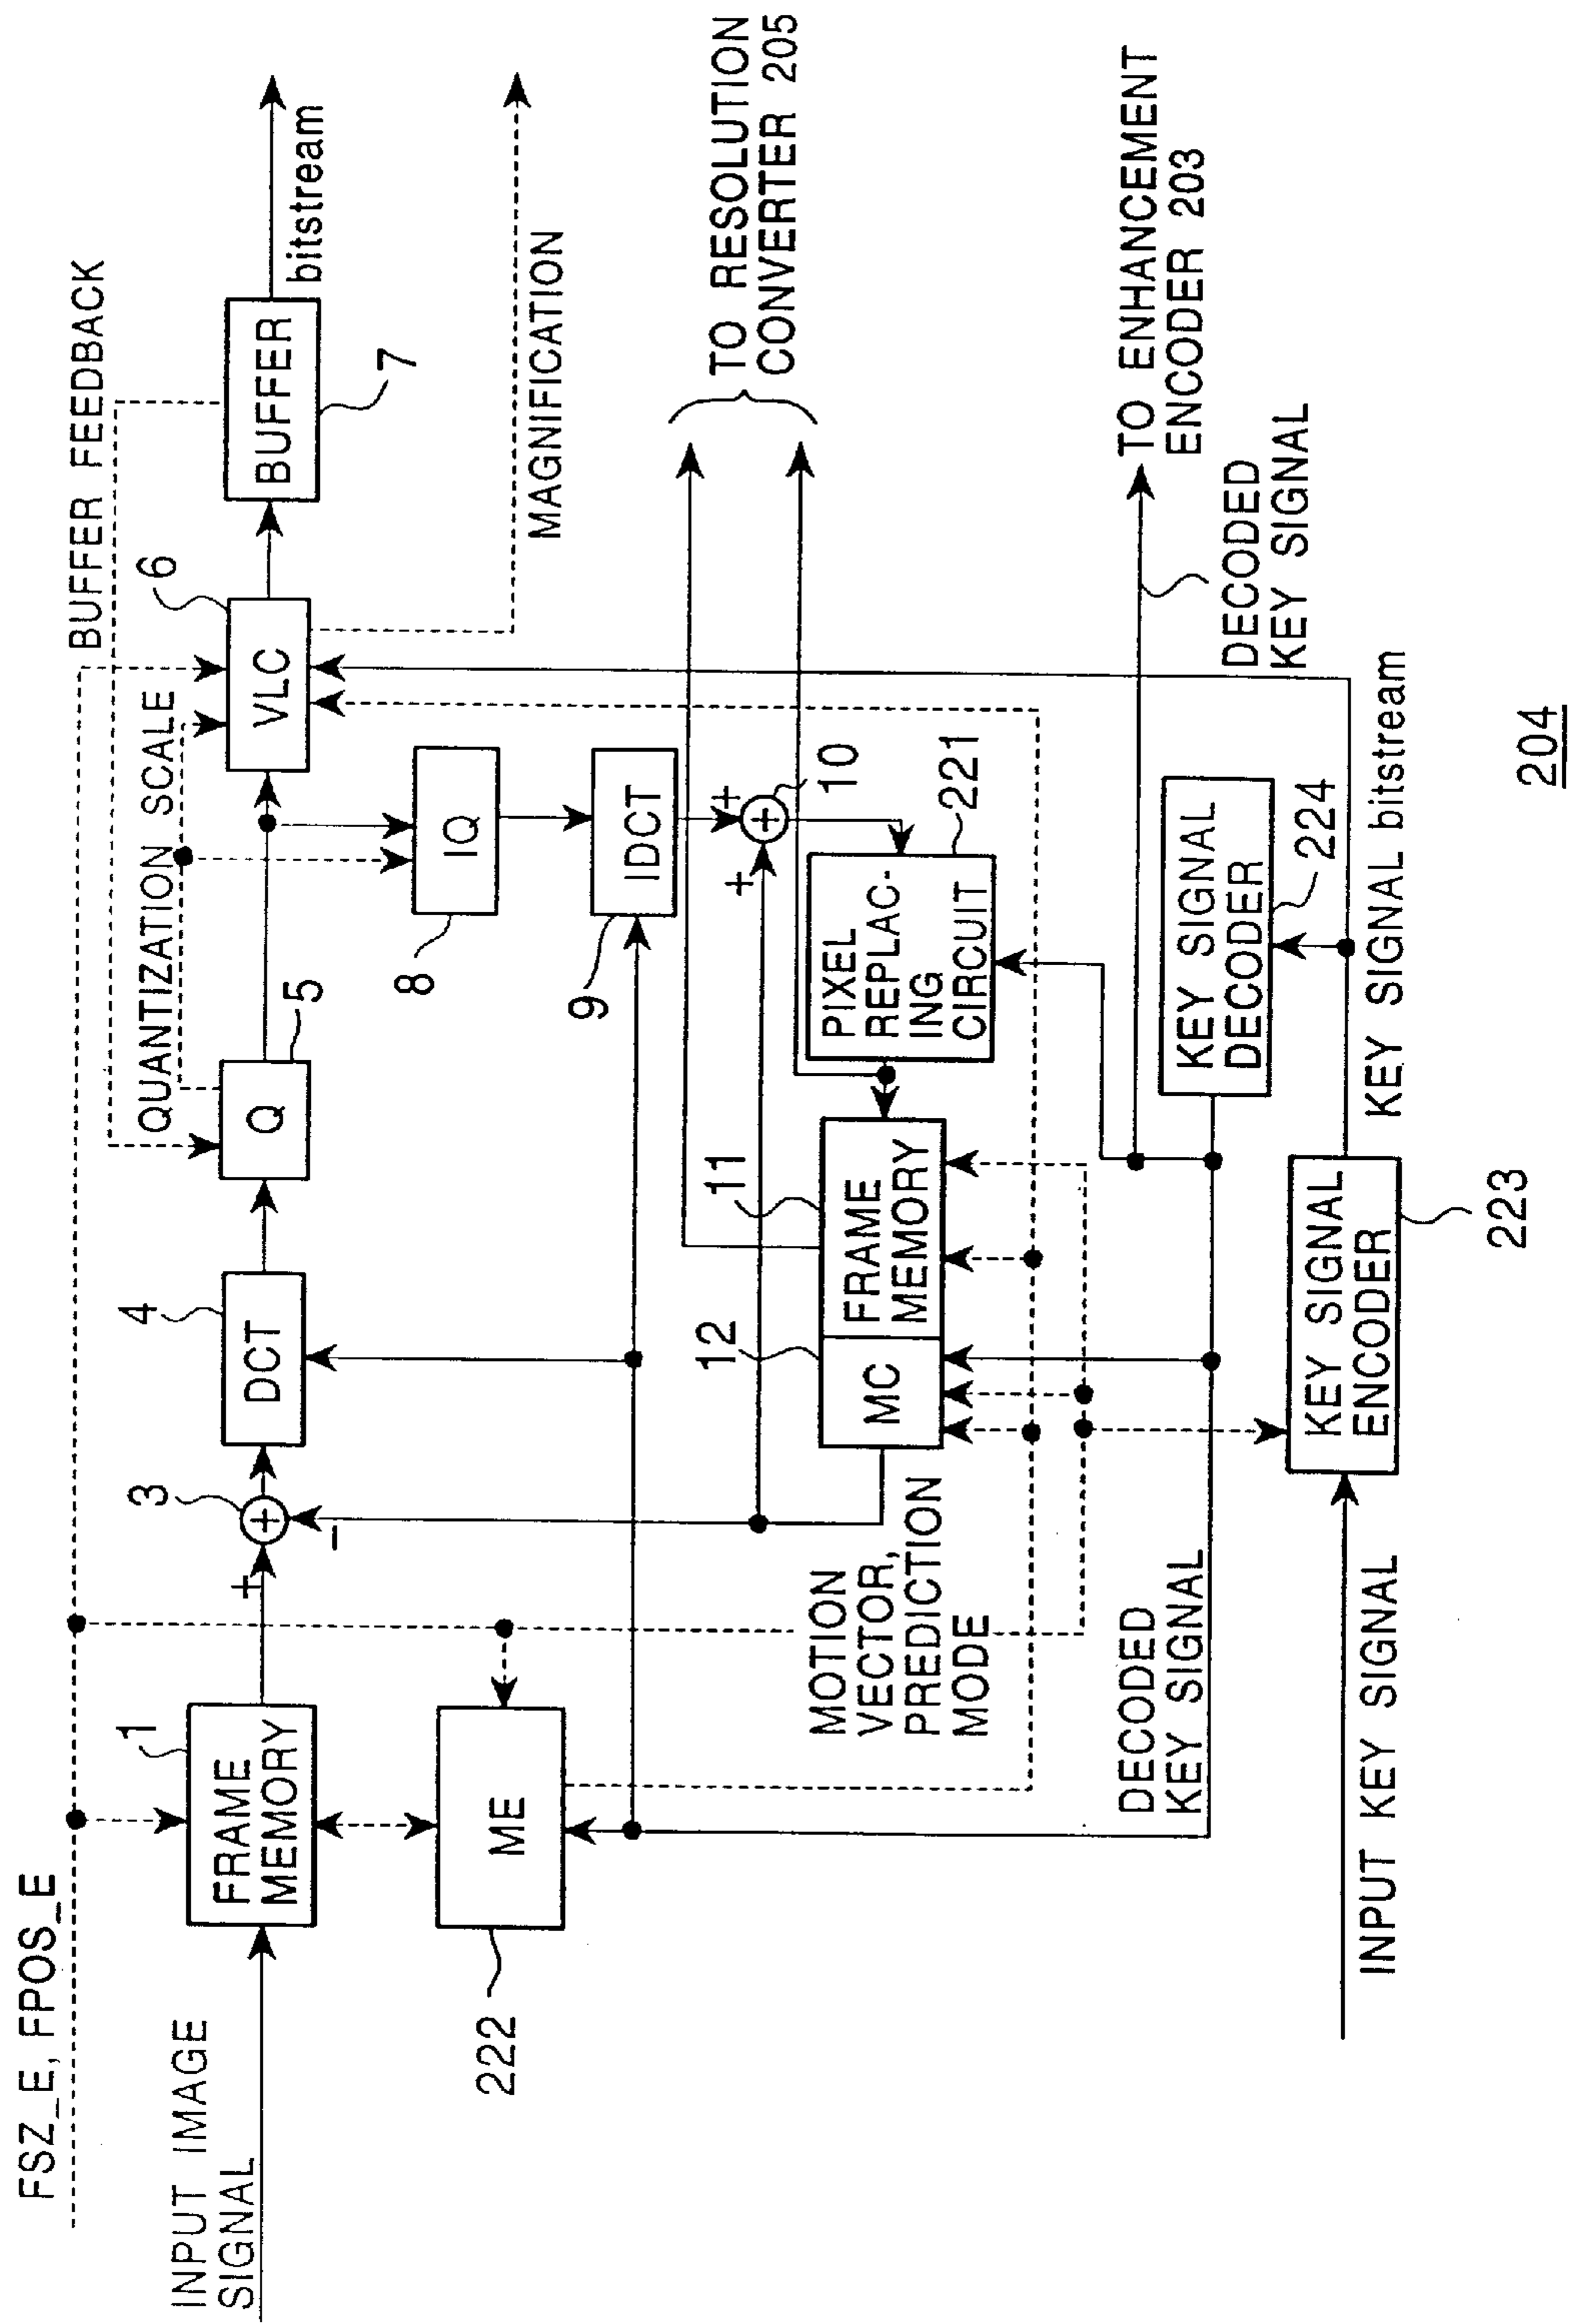 FSZ_E, FPOS_E
BUFFER FEEDBACK
INPUT IMAGE
SIGNAL
1
FRAME
MEMORY
+
3
−
4
DCT
QUANTIZATION SCALE
Q
5
6
VLC
BUFFER
7
bitstream
MAGNIFICATION
222
ME
8
IQ
9
IDCT
+
+
10
TO RESOLUTION
CONVERTER 205
PIXEL
REPLAC-
ING
CIRCUIT
221
11
12
MC
FRAME
MEMORY
MOTION
VECTOR,
PREDICTION
MODE
TO ENHANCEMENT
ENCODER 203
DECODED
KEY SIGNAL
DECODED
KEY SIGNAL
KEY SIGNAL
DECODER
224
INPUT KEY SIGNAL
KEY SIGNAL
ENCODER
223
KEY SIGNAL bitstream
204